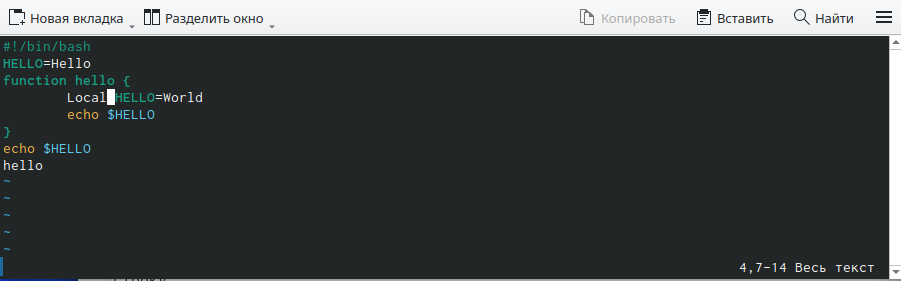 Новая вкладка Разделить окно Копировать Вставить Найти
#!/bin/bash
HELLO=Hello
function hello {
Local HELLO=World
echo $HELLO
}
echo $HELLO
hello
~
~
~
~
~
4,7-14 Весь текст